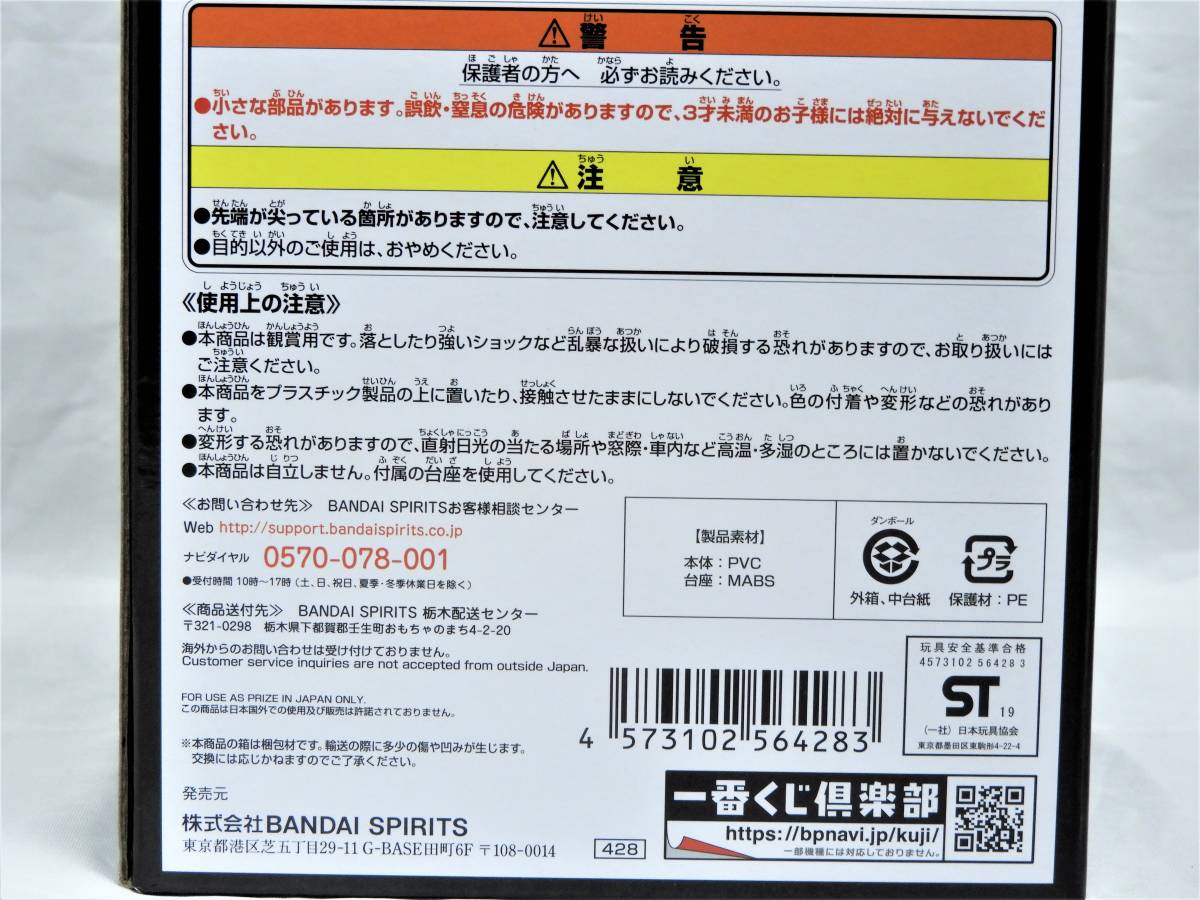 ⚠警告
保護者の方へ 必ずお読みください。
●小さな部品があります。誤飲・窒息の危険がありますので、3才未満のお子様には絶対に与えないでくだ
さい。
⚠注意
●先端が尖っている箇所がありますので、注意してください。
●目的以外のご使用は、おやめください。
《使用上の注意》
●本商品は観賞用です。落としたり強いショックなど乱暴な扱いにより破損する恐れがありますので、お取り扱いには
ご注意ください。
●本商品をプラスチック製品の上に置いたり、接触させたままにしないでください。色の付着や変形などの恐れがあり
ます。
●変形する恐れがありますので、直射日光の当たる場所や窓際・車内など高温・多湿のところには置かないでください。
●本商品は自立しません。付属の台座を使用してください。
≪お問い合わせ先≫ BANDAI SPIRITSお客様相談センター
Web http://support.bandaispirits.co.jp
ナビダイヤル 0570-078-001
●受付時間 10時~17時(土、日、祝日、夏季・冬季休業日を除く)
≪商品送付先≫ BANDAI SPIRITS 栃木配送センター
〒321-0298 栃木県下都賀郡壬生町おもちゃのまち4-2-20
海外からのお問い合わせは受け付けておりません。
Customer service inquiries are not accepted from outside Japan.
FOR USE AS PRIZE IN JAPAN ONLY.
この商品は日本国外での使用及び販売は許諾されておりません。
※本商品の箱は梱包材です。輸送の際に多少の傷や凹みが生じます。
交換には応じかねますのでご了承ください。
発売元
株式会社BANDAI SPIRITS
東京都港区芝五丁目29-11 G-BASE田町6F 〒108-0014
428
【製品素材】
本体:PVC
台座:MABS
ダンボール
外箱、中台紙
プラ
保護材:PE
玩具安全基準合格
4573102564283
ST 19
(一社)日本玩具協会
東京都墨田区東駒形4-22-4
4 573102 564283
一番くじ倶楽部
https://bpnavi.jp/kuji/
一部機種には対応しておりません。